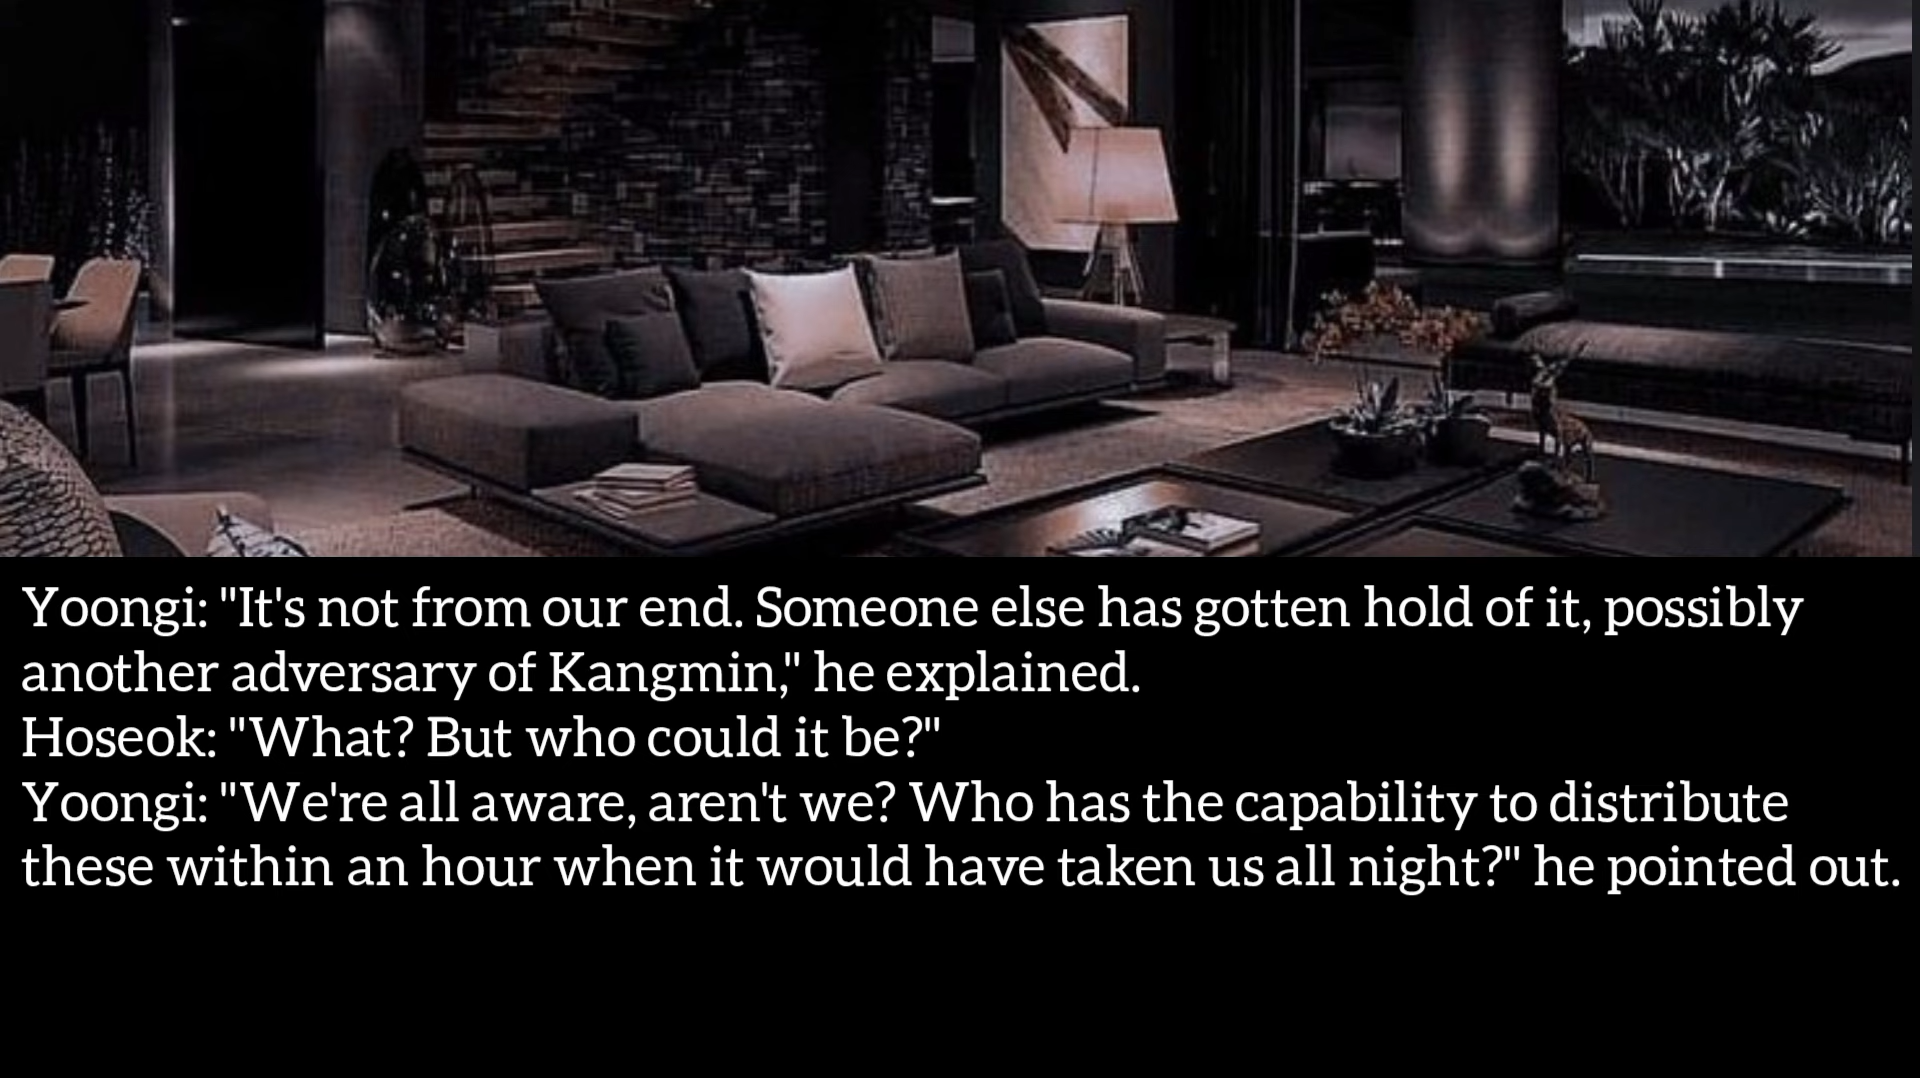 Yoongi: "It's not from our end. Someone else has gotten hold of it, possibly
another adversary of Kangmin," he explained.
Hoseok: "What? But who could it be?"
Yoongi: "We're all aware, aren't we? Who has the capability to distribute
these within an hour when it would have taken us all night?" he pointed out.